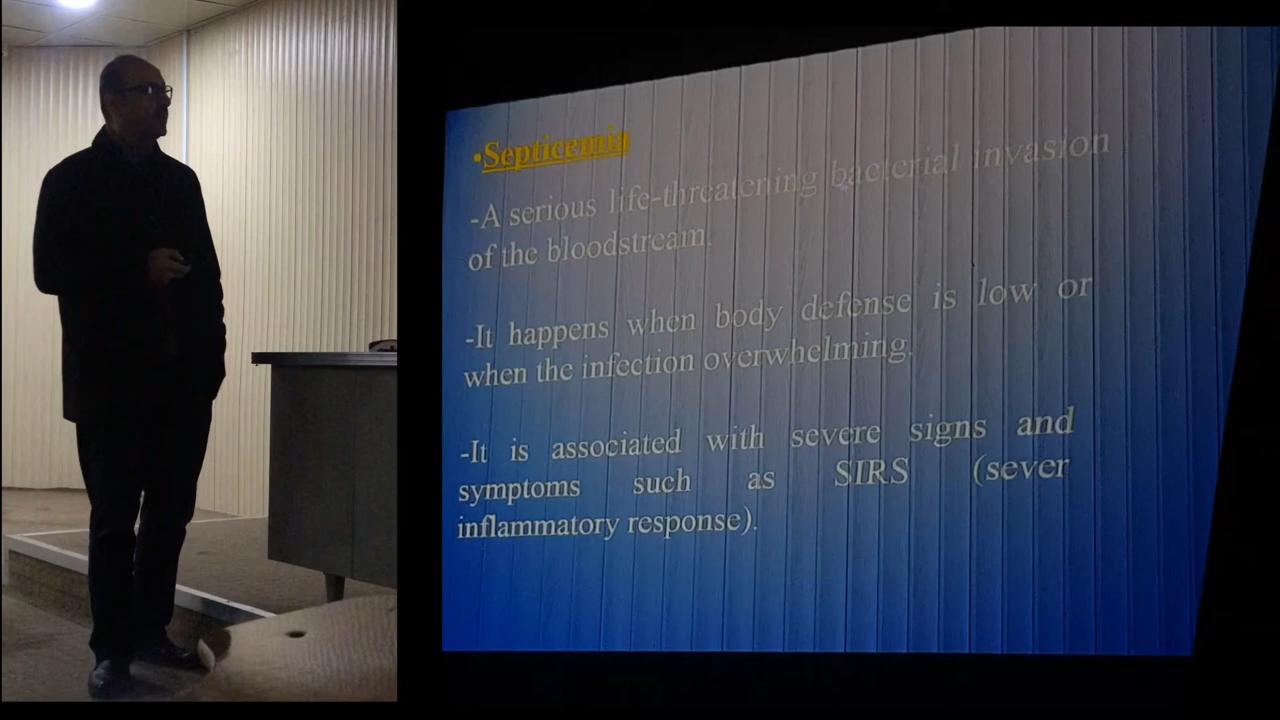 •Septicemia
-A serious life-threatening bacterial invasion
of the bloodstream.
-It happens when body defense is low or
when the infection overwhelming.
-It is associated with severe signs and
symptoms such as SIRS (sever
inflammatory response).